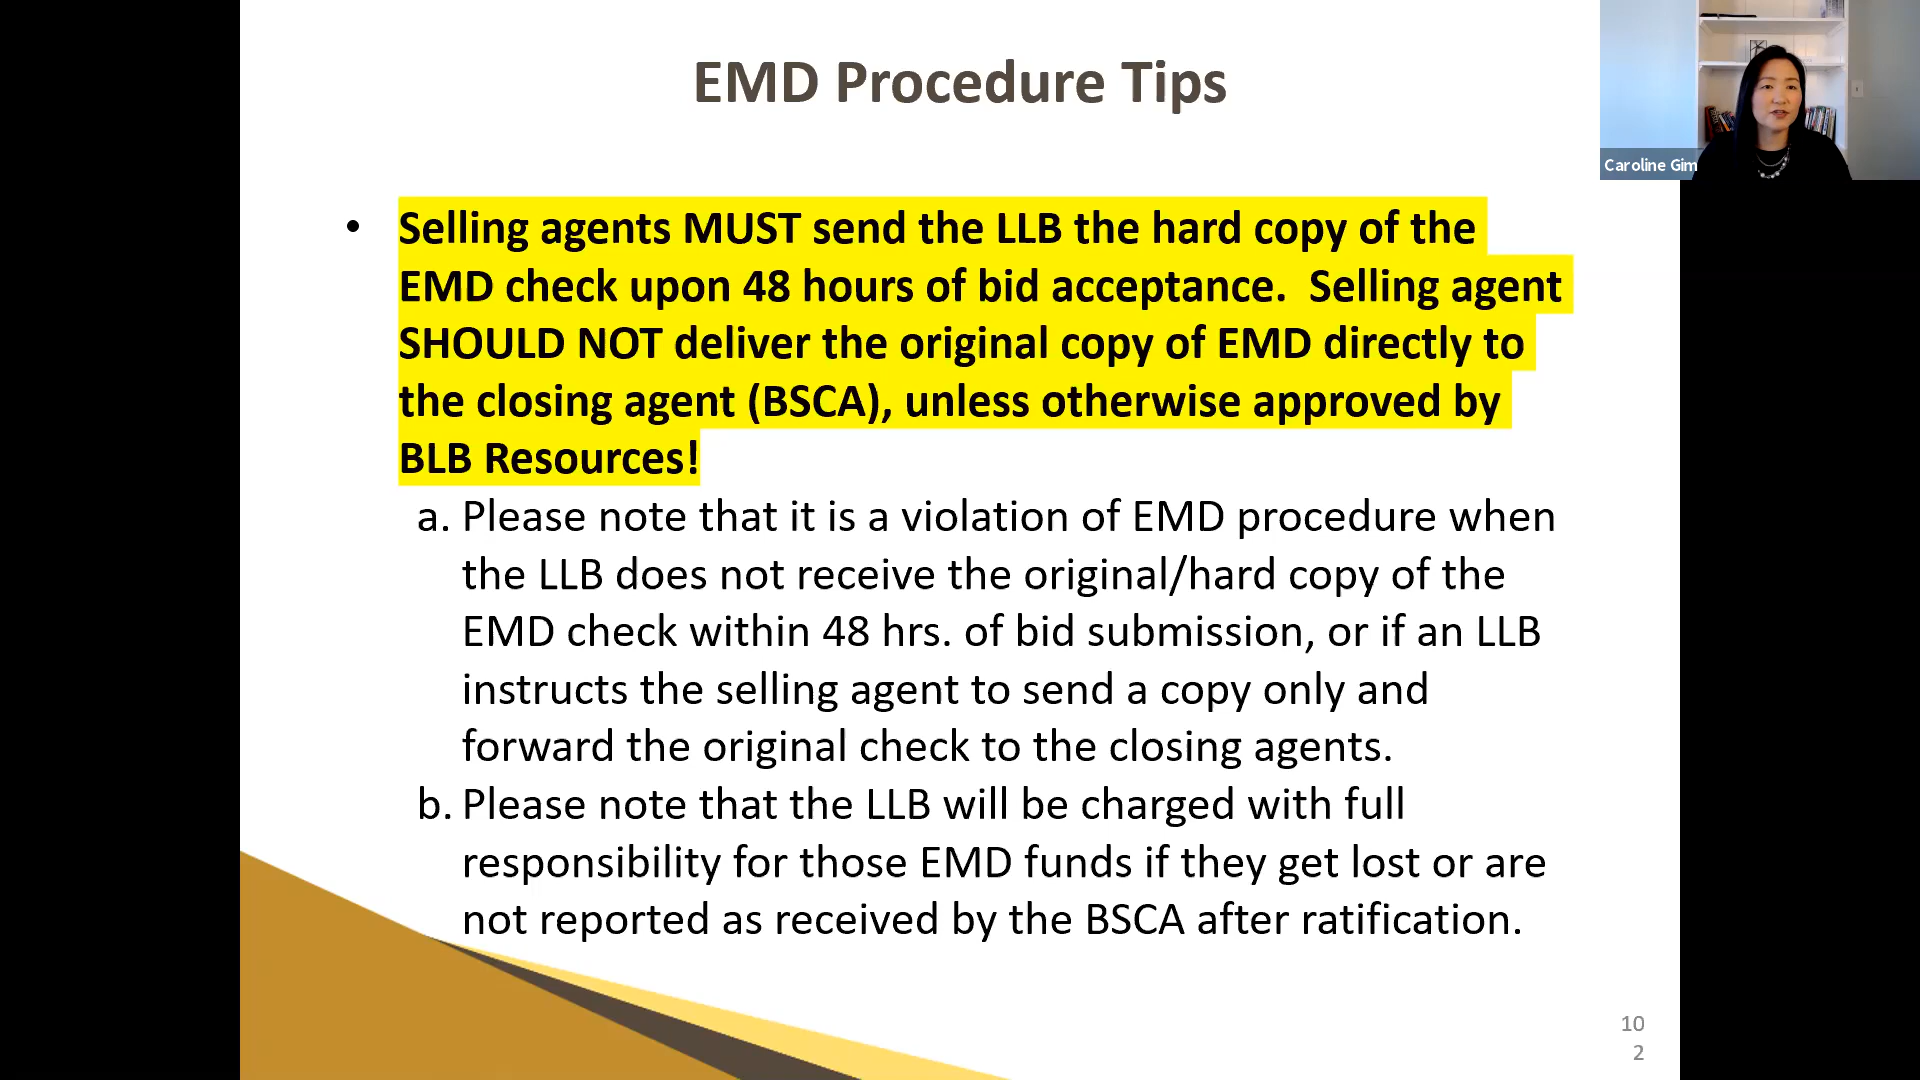 EMD Procedure Tips
Caroline Gim
• Selling agents MUST send the LLB the hard copy of the
EMD check upon 48 hours of bid acceptance.  Selling agent
SHOULD NOT deliver the original copy of EMD directly to
the closing agent (BSCA), unless otherwise approved by
BLB Resources!
a. Please note that it is a violation of EMD procedure when
the LLB does not receive the original/hard copy of the
EMD check within 48 hrs. of bid submission, or if an LLB
instructs the selling agent to send a copy only and
forward the original check to the closing agents.
b. Please note that the LLB will be charged with full
responsibility for those EMD funds if they get lost or are
not reported as received by the BSCA after ratification.
10
2